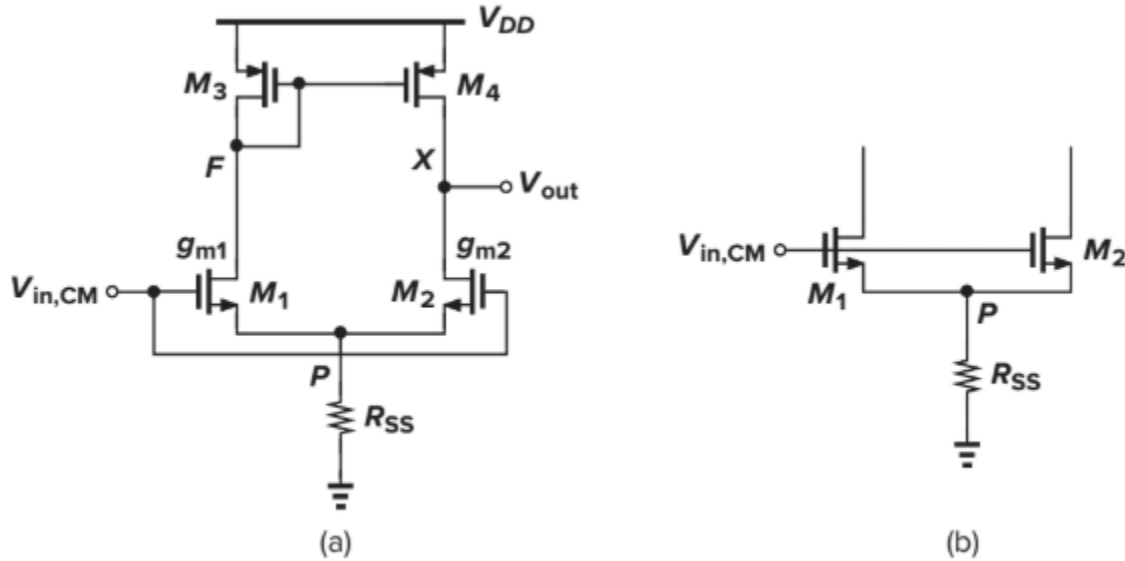 V_DD
M_3
M_4
F
X
V_out
g_m1
g_m2
V_in,CM
M_1
M_2
P
R_SS
(a)
V_in,CM
M_1
M_2
P
R_SS
(b)